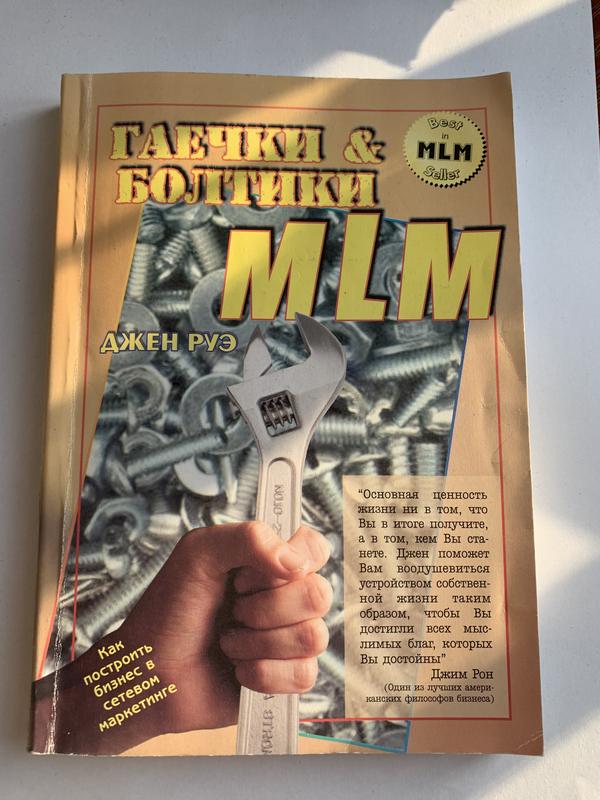 ГАЕЧКИ &
БОЛТИКИ
MLM
Best
in
MLM
Seller
ДЖЕН РУЭ
"Основная ценность
жизни ни в том, что
Вы в итоге получите,
а в том, кем Вы ста-
нете. Джен поможет
Вам воодушевиться
устройством собствен-
ной жизни таким
образом, чтобы Вы
достигли всех мыс-
лимых благ, которых
Вы достойны"
Джим Рон
(Один из лучших амери-
канских философов бизнеса)
Как
построить
бизнес в
сетевом
маркетинге